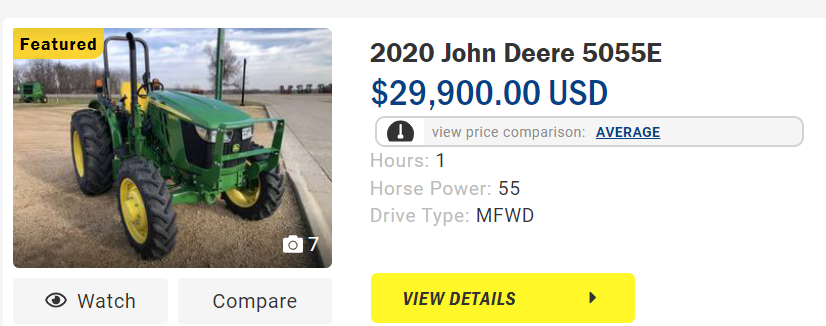 Featured
2020 John Deere 5055E
$29,900.00 USD
view price comparison: AVERAGE
Hours: 1
Horse Power: 55
Drive Type: MFWD
7
Watch
Compare
VIEW DETAILS